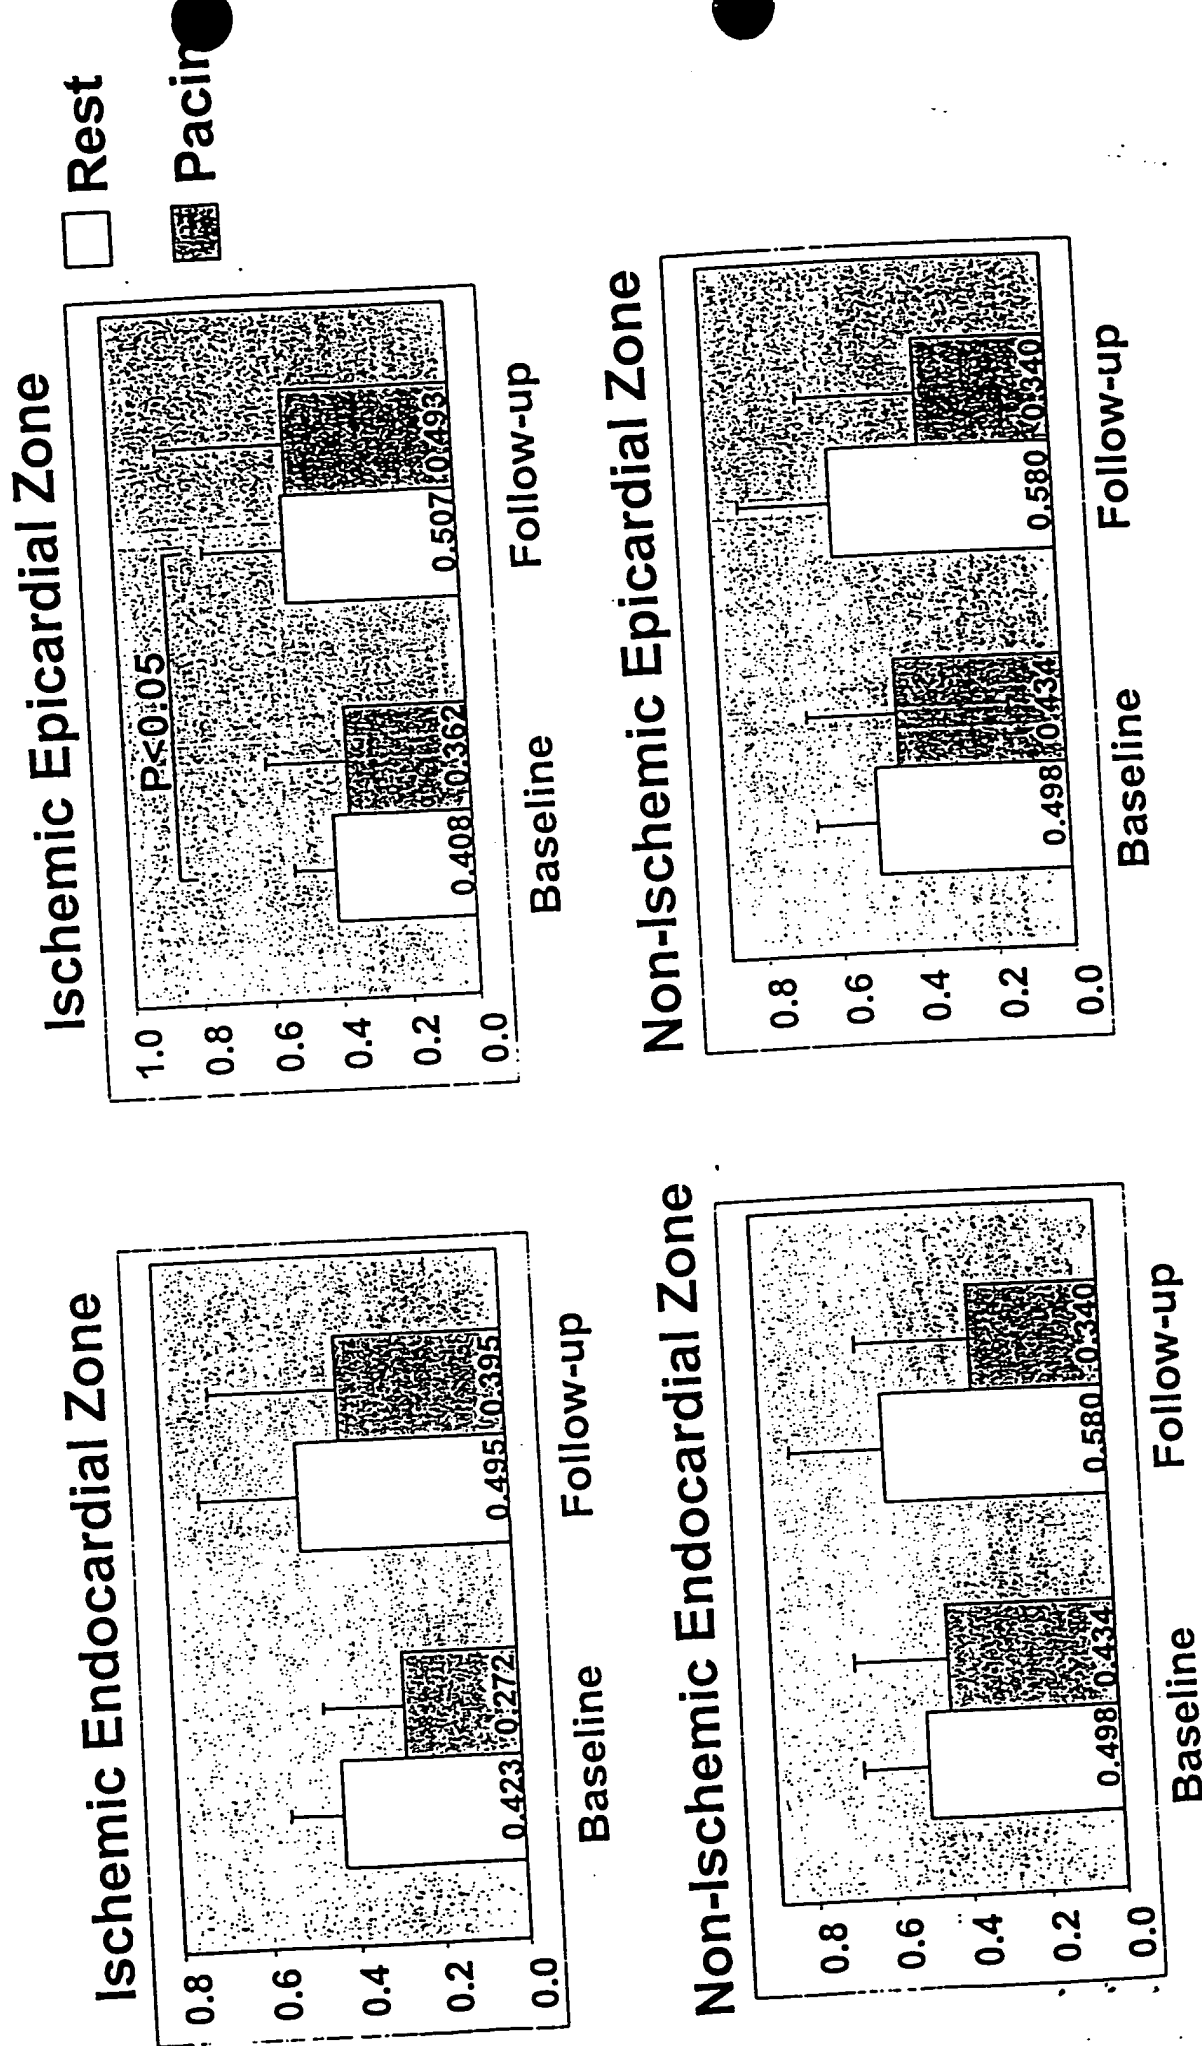 Rest
Pacin
Ischemic Endocardial Zone
0.8
0.6
0.4
0.2
0.0
0.423
0.272
0.495
0.395
Baseline
Follow-up
Ischemic Epicardial Zone
1.0
0.8
0.6
0.4
0.2
0.0
P<0.05
0.408
0.362
0.507
0.493
Baseline
Follow-up
Non-Ischemic Endocardial Zone
0.8
0.6
0.4
0.2
0.0
0.498
0.434
0.580
0.340
Baseline
Follow-up
Non-Ischemic Epicardial Zone
0.8
0.6
0.4
0.2
0.0
0.498
0.434
0.580
0.340
Baseline
Follow-up